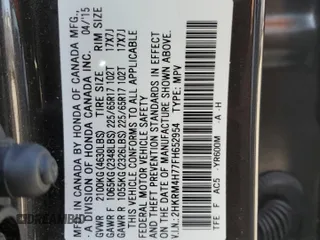 MFD. IN CANADA BY HONDA OF CANADA MFG.
- A DIVISION OF HONDA CANADA INC. 04/'15
GVWR 2100KG (4630LBS) TIRE SIZE RIM SIZE
GAWR F 1065KG (2340LBS) 225/65R17 102T 17X7J
GAWR R 1055KG (2326LBS) 225/65R17 102T 17X7J
THIS VEHICLE CONFORMS TO ALL APPLICABLE
FEDERAL MOTOR VEHICLE SAFETY
AND THEFT PREVENTION STANDARDS IN EFFECT
ON THE DATE OF MANUFACTURE SHOWN ABOVE.
V.I.N.: 2HKRM4H77FH652954 TYPE: MPV
TFE F AC5 -YR600M A -H